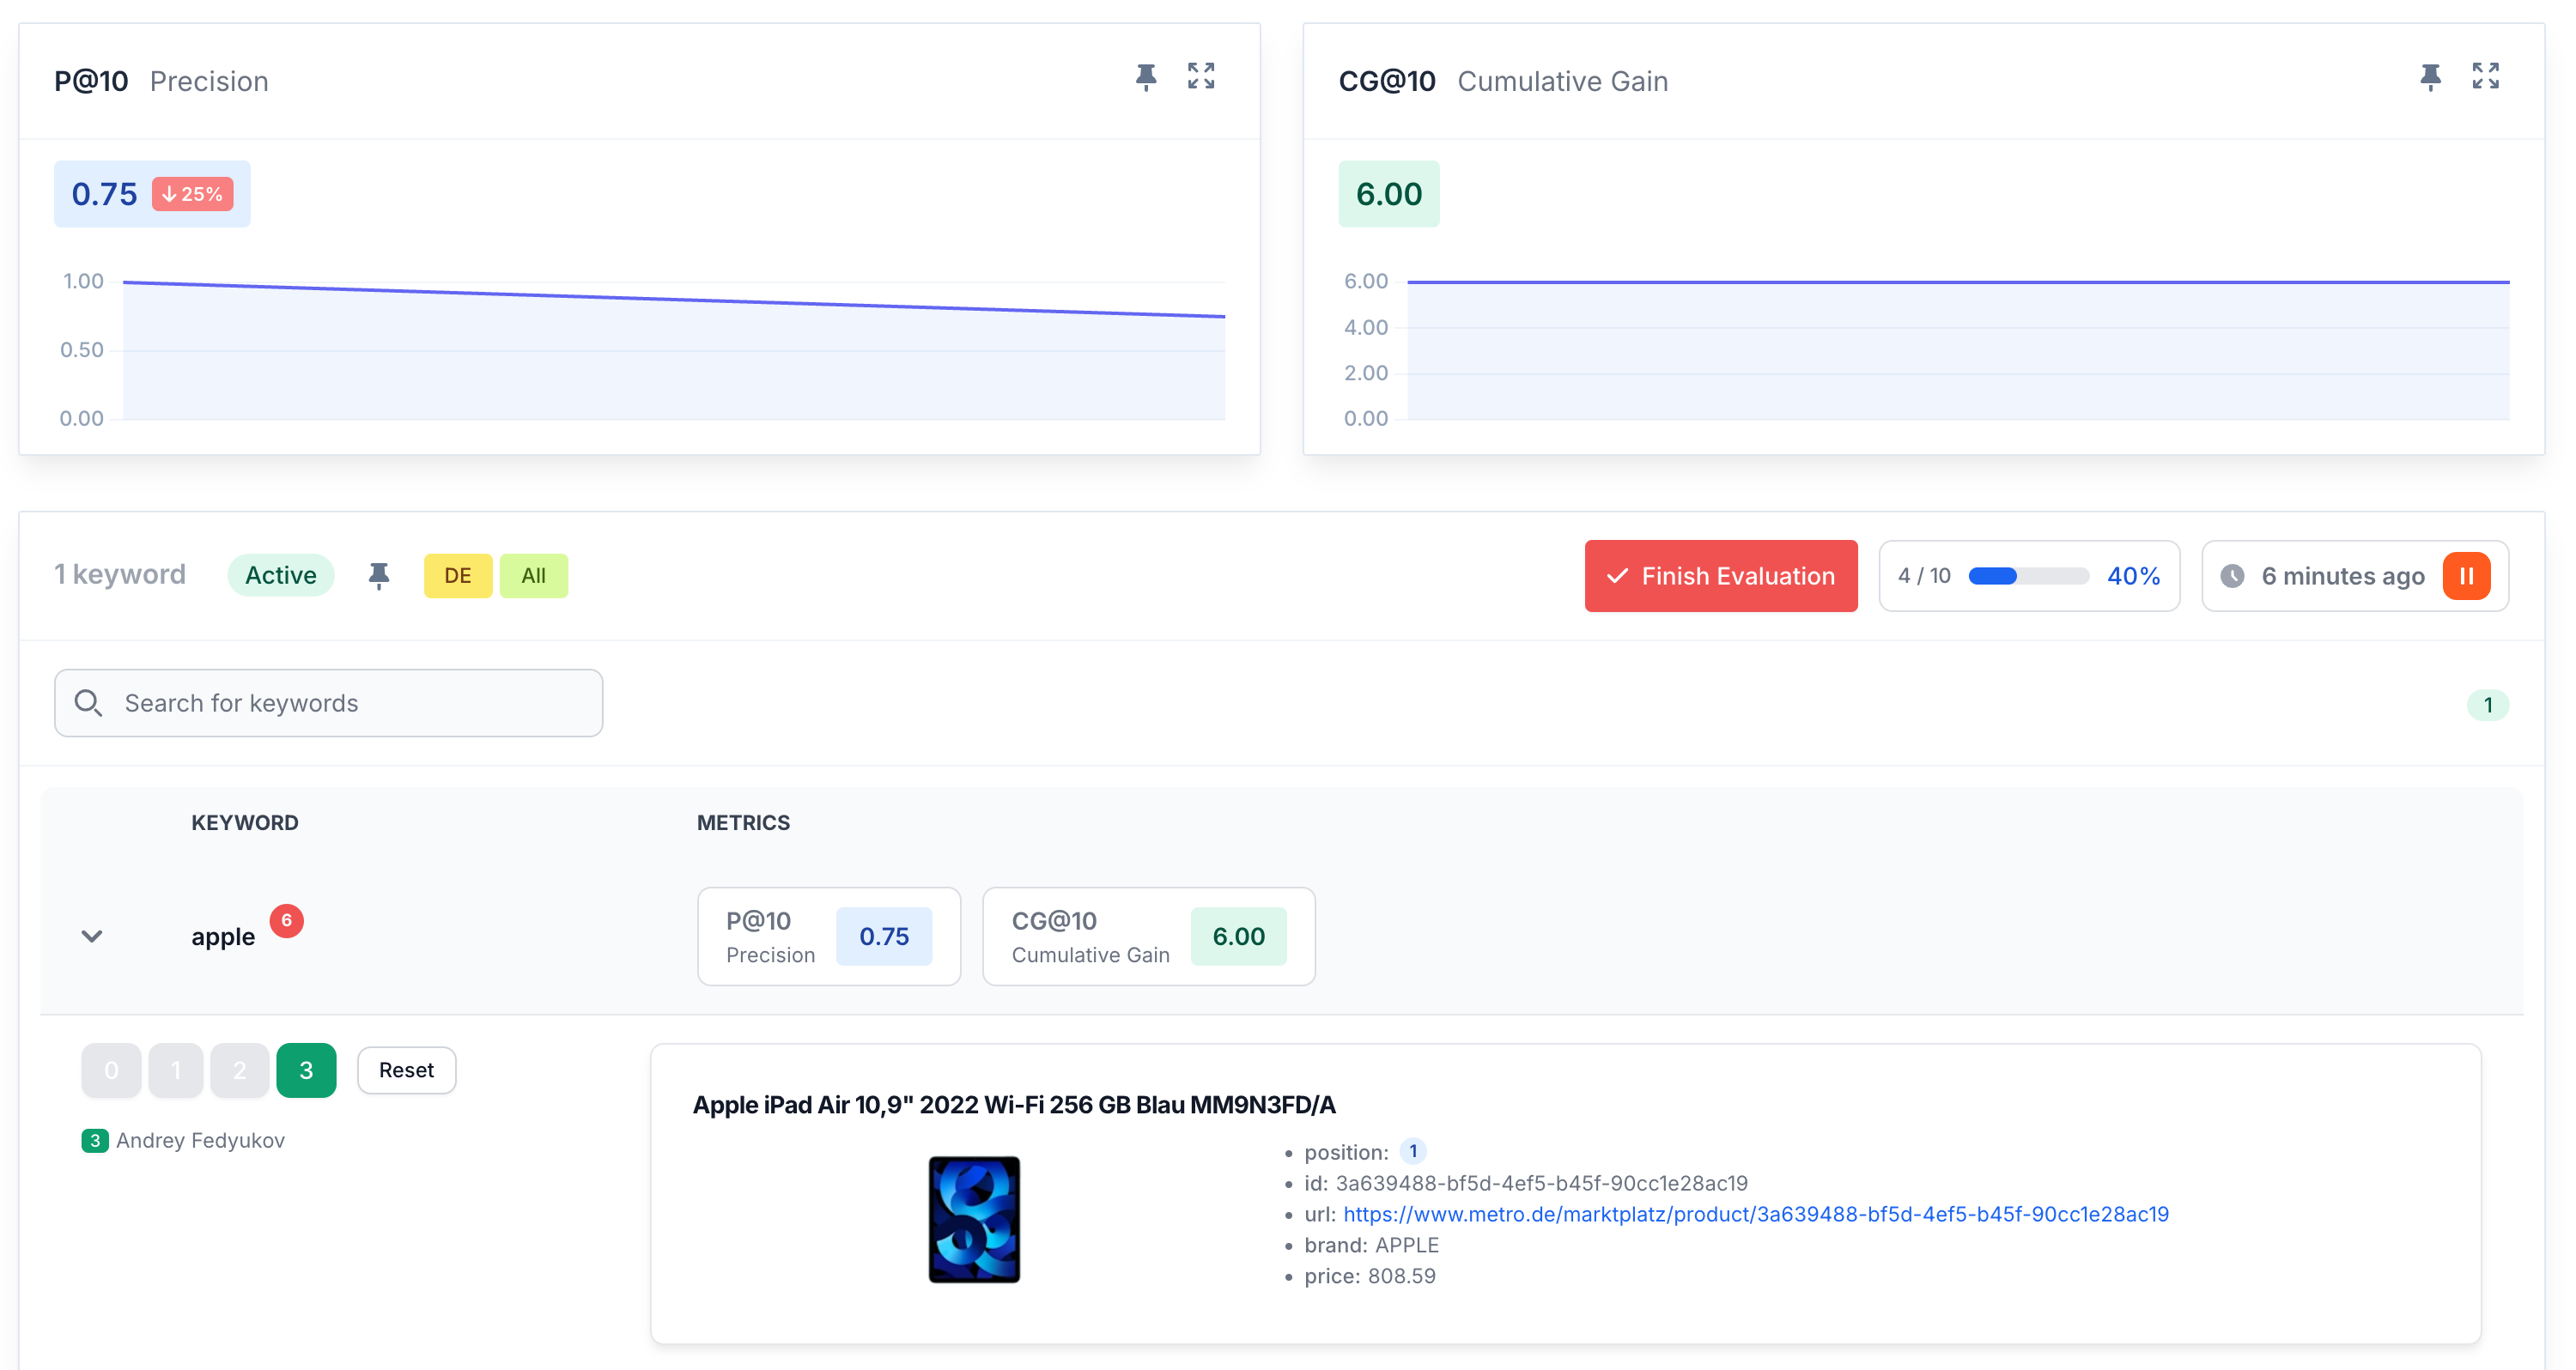 P@10 Precision
0.75 ↓ 25%
1.00
0.50
0.00
CG@10 Cumulative Gain
6.00
6.00
4.00
2.00
0.00
1 keyword Active DE All Finish Evaluation 4 / 10 40% 6 minutes ago
Search for keywords 1
KEYWORD METRICS
apple 6
P@10 Precision 0.75
CG@10 Cumulative Gain 6.00
0 1 2 3 Reset
3 Andrey Fedyukov
Apple iPad Air 10,9" 2022 Wi-Fi 256 GB Blau MM9N3FD/A
position: 1
id: 3a639488-bf5d-4ef5-b45f-90cc1e28ac19
url: https://www.metro.de/marktplatz/product/3a639488-bf5d-4ef5-b45f-90cc1e28ac19
brand: APPLE
price: 808.59